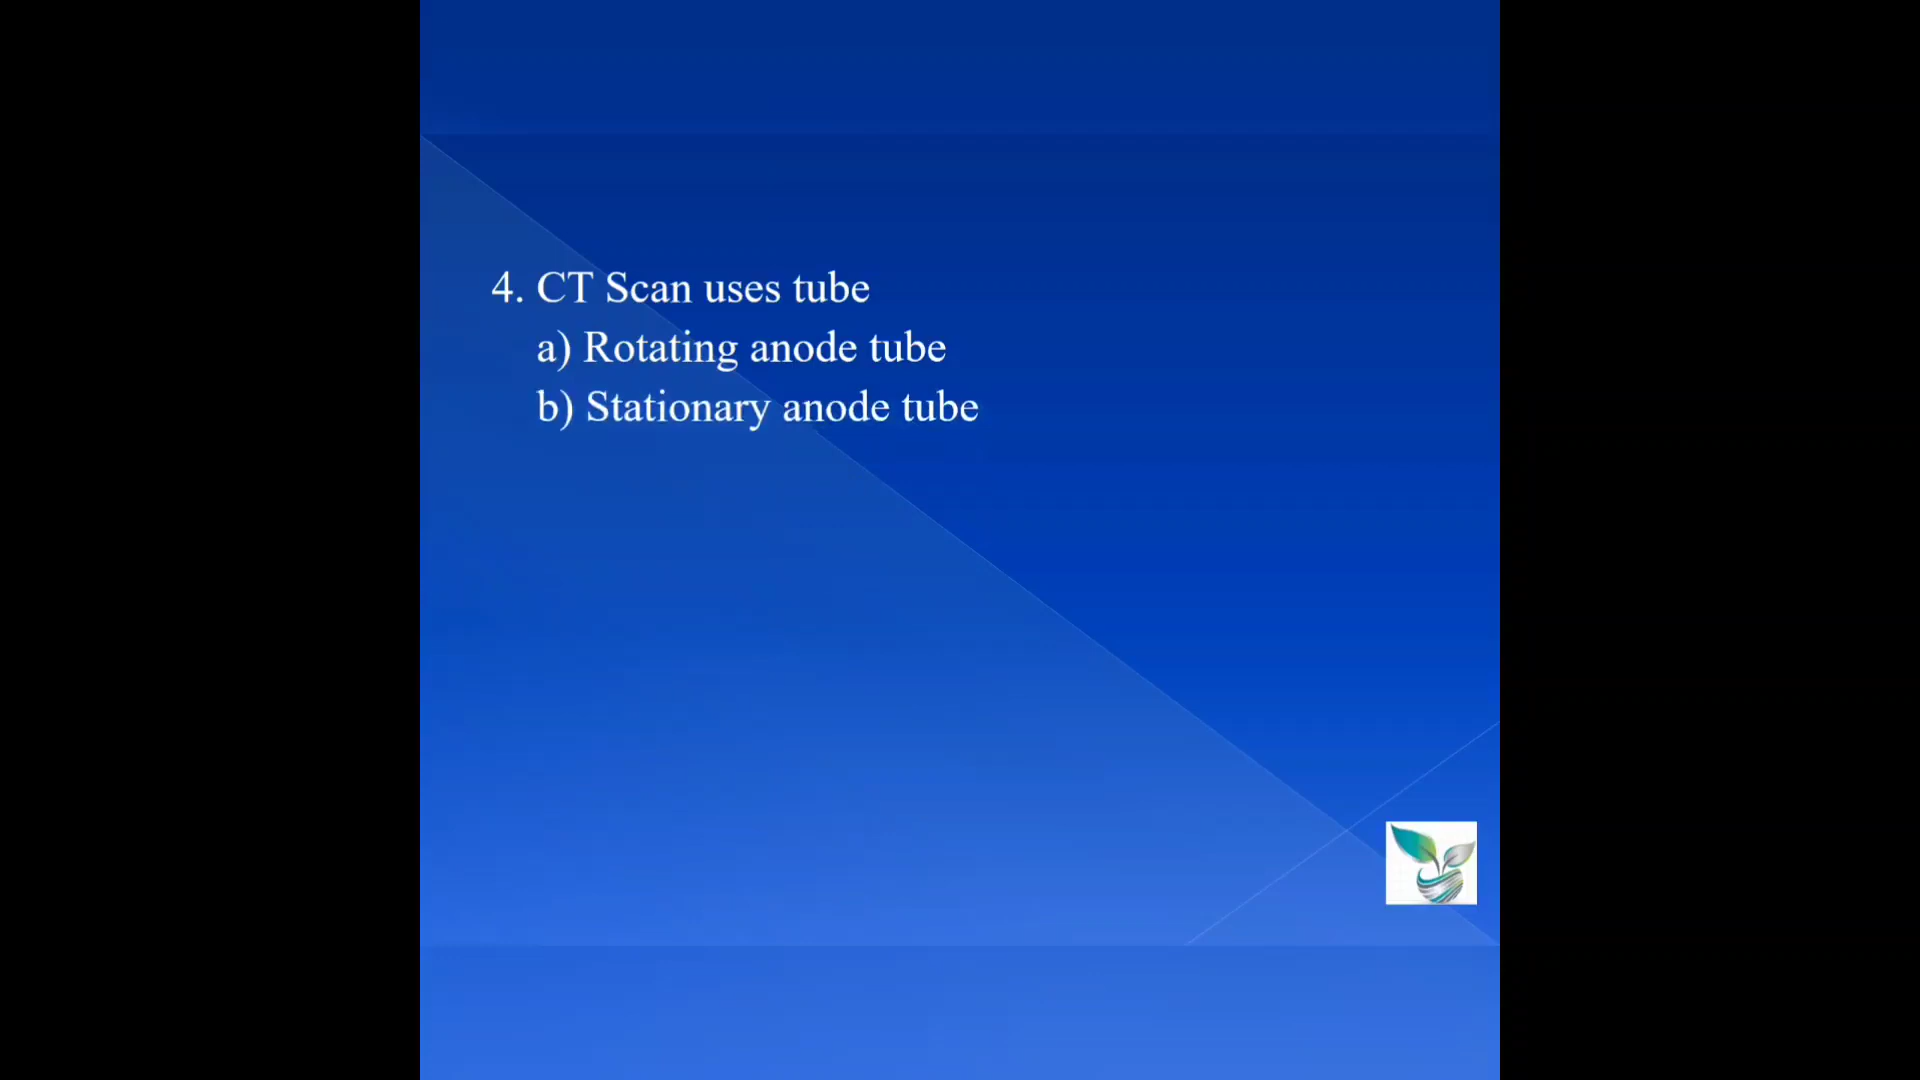 4. CT Scan uses tube
a) Rotating anode tube
b) Stationary anode tube